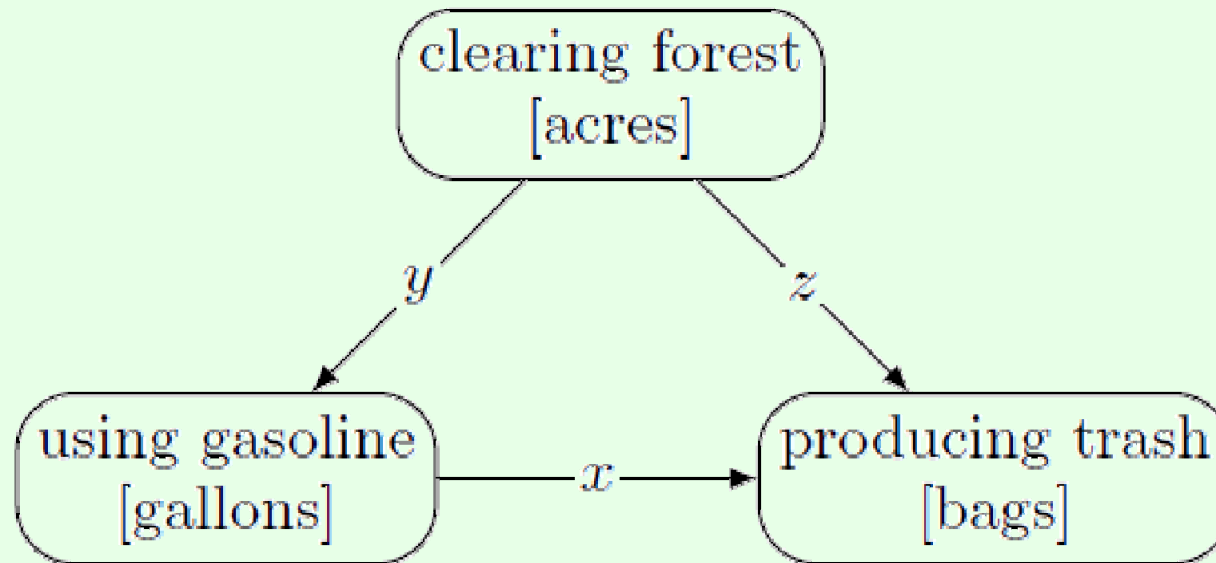 clearing forest
[acres]
y
z
using gasoline
[gallons]
x
producing trash
[bags]